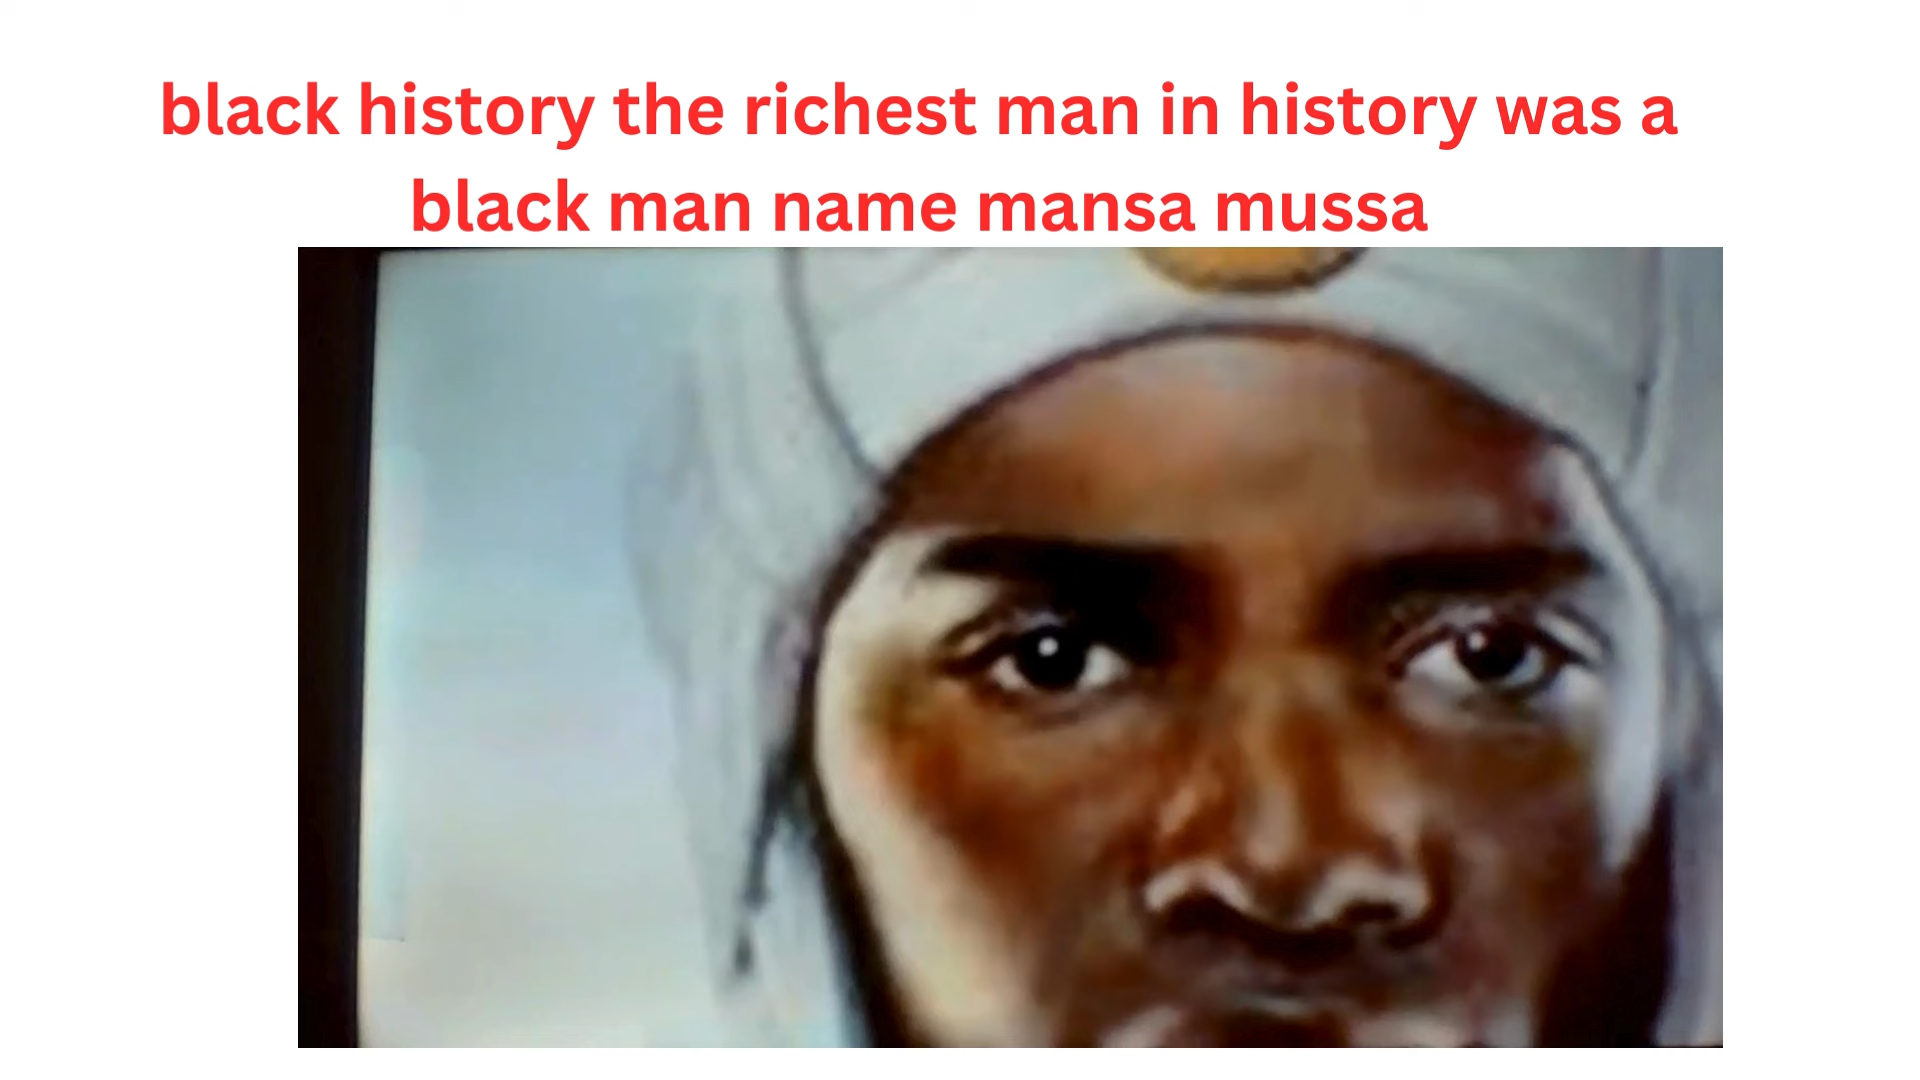 black history the richest man in history was a
black man name mansa mussa